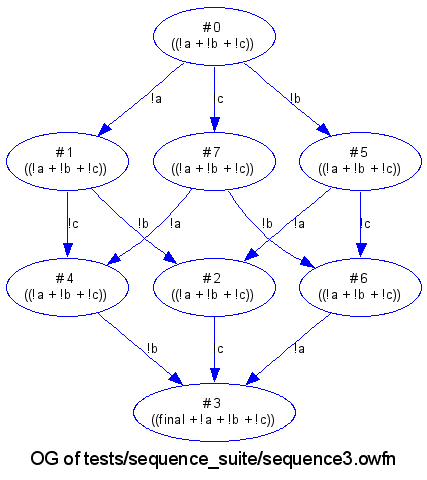 #0
((!a + !b + !c))
!a
c
!b
#1
((!a + !b + !c))
#7
((!a + !b + !c))
#5
((!a + !b + !c))
!c
!b
!a
!b
!a
!c
#4
((!a + !b + !c))
#2
((!a + !b + !c))
#6
((!a + !b + !c))
!b
c
!a
#3
((final + !a + !b + !c))
OG of tests/sequence_suite/sequence3.owfn